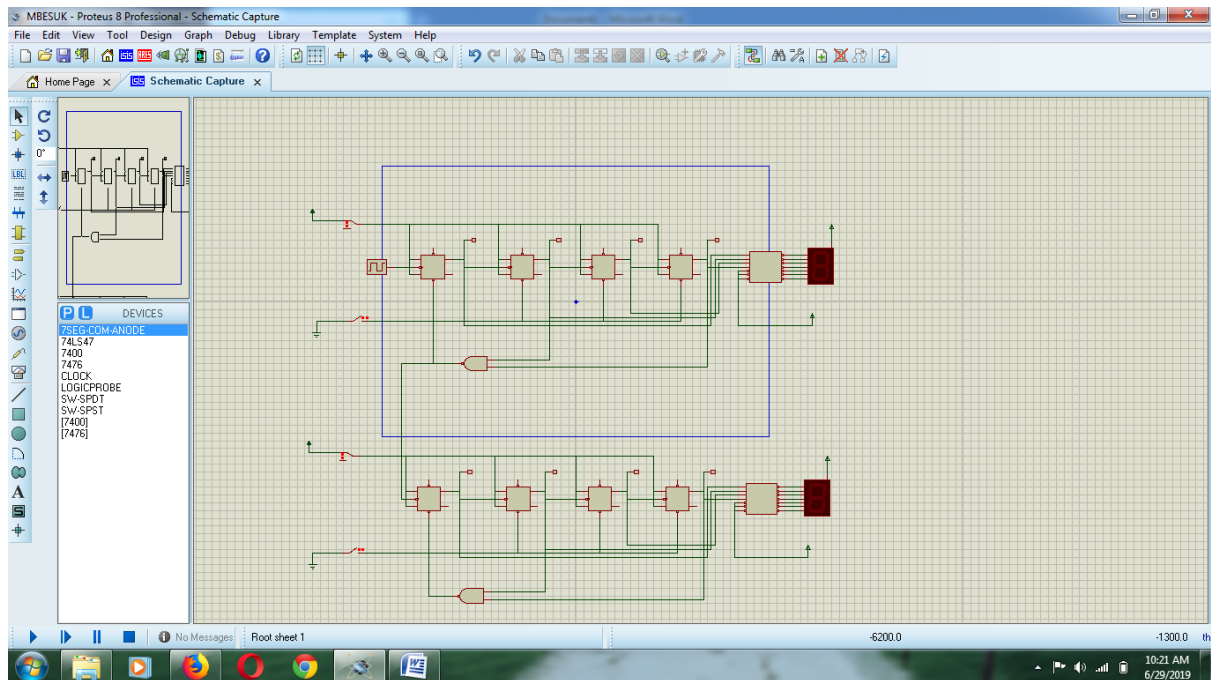 MBESUK - Proteus 8 Professional - Schematic Capture
File Edit View Tool Design Graph Debug Library Template System Help
Home Page Schematic Capture
0°
LBL
P L DEVICES
7SEG-COM-ANODE
74LS47
7400
7476
CLOCK
LOGICPROBE
SW-SPDT
SW-SPST
[7400]
[7476]
A
S
No Messages Root sheet 1 -6200.0 -1300.0 th
10:21 AM
6/29/2019